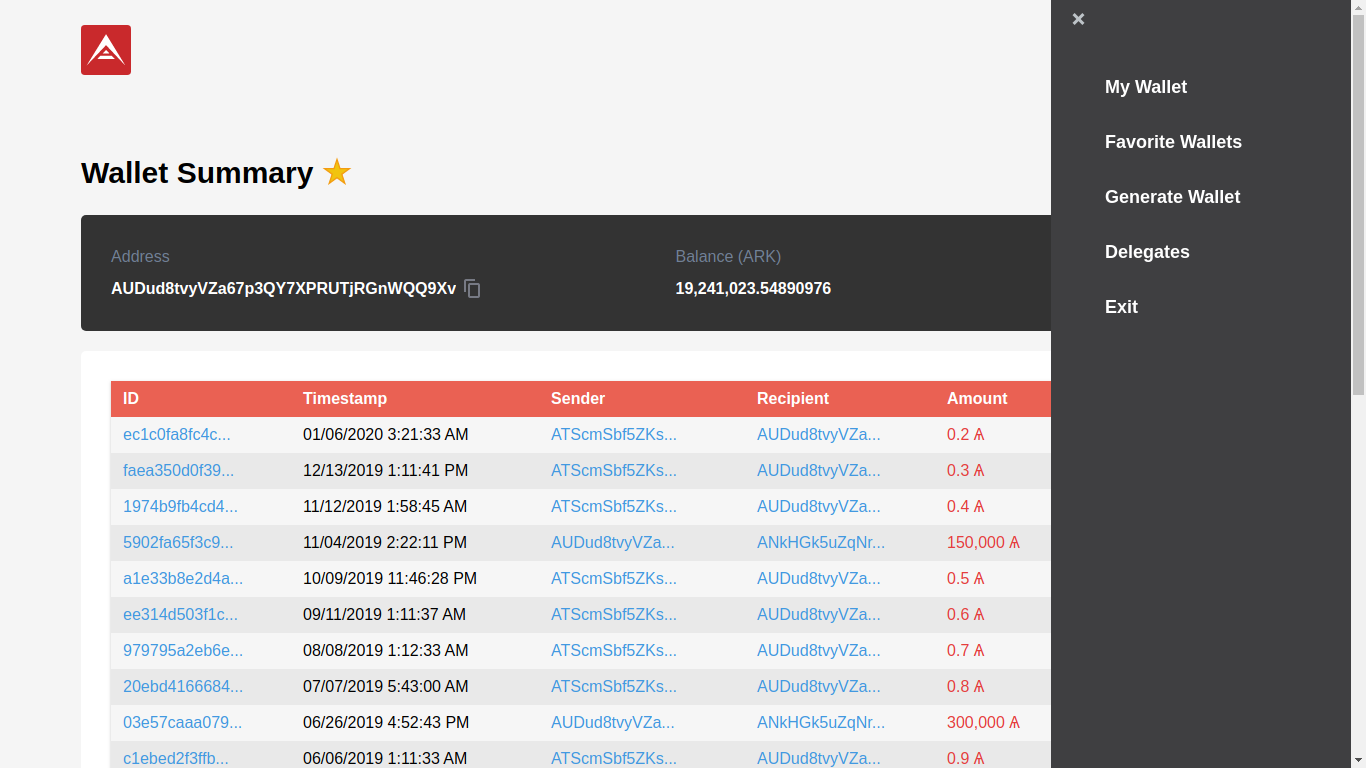 ×
My Wallet
Favorite Wallets
Generate Wallet
Delegates
Exit
Wallet Summary
Address Balance (ARK)
AUDud8tvyVZa67p3QY7XPRUTjRGnWQQ9Xv 19,241,023.54890976
ID Timestamp Sender Recipient Amount
ec1c0fa8fc4c... 01/06/2020 3:21:33 AM ATScmSbf5ZKs... AUDud8tvyVZa... 0.2 Ѧ
faea350d0f39... 12/13/2019 1:11:41 PM ATScmSbf5ZKs... AUDud8tvyVZa... 0.3 Ѧ
1974b9fb4cd4... 11/12/2019 1:58:45 AM ATScmSbf5ZKs... AUDud8tvyVZa... 0.4 Ѧ
5902fa65f3c9... 11/04/2019 2:22:11 PM AUDud8tvyVZa... ANkHGk5uZqNr... 150,000 Ѧ
a1e33b8e2d4a... 10/09/2019 11:46:28 PM ATScmSbf5ZKs... AUDud8tvyVZa... 0.5 Ѧ
ee314d503f1c... 09/11/2019 1:11:37 AM ATScmSbf5ZKs... AUDud8tvyVZa... 0.6 Ѧ
979795a2eb6e... 08/08/2019 1:12:33 AM ATScmSbf5ZKs... AUDud8tvyVZa... 0.7 Ѧ
20ebd4166684... 07/07/2019 5:43:00 AM ATScmSbf5ZKs... AUDud8tvyVZa... 0.8 Ѧ
03e57caaa079... 06/26/2019 4:52:43 PM AUDud8tvyVZa... ANkHGk5uZqNr... 300,000 Ѧ
c1ebed2f3ffb... 06/06/2019 1:11:33 AM ATScmSbf5ZKs... AUDud8tvyVZa... 0.9 Ѧ